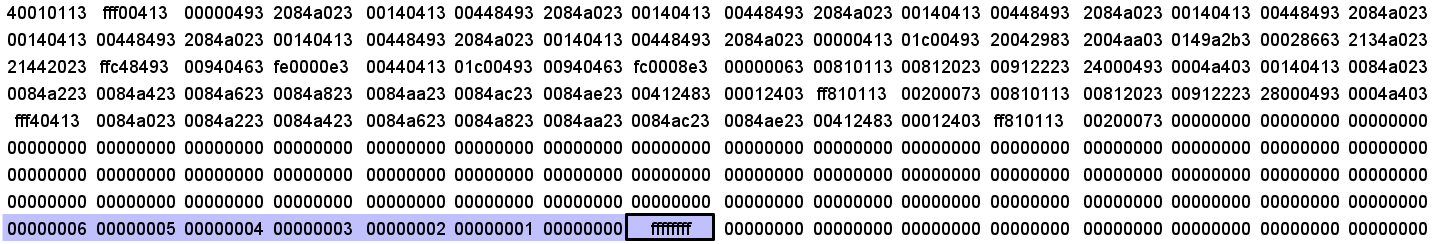 40010113 fff00413 00000493 2084a023 00140413 00448493 2084a023 00140413 00448493 2084a023 00140413 00448493 2084a023 00140413 00448493 2084a023
00140413 00448493 2084a023 00140413 00448493 2084a023 00140413 00448493 2084a023 00000413 01c00493 20042983 2004aa03 0149a2b3 00028663 2134a023
21442023 ffc48493 00940463 fe0000e3 00440413 01c00493 00940463 fc0008e3 00000063 00810113 00812023 00912223 24000493 0004a403 00140413 0084a023
0084a223 0084a423 0084a623 0084a823 0084aa23 0084ac23 0084ae23 00412483 00012403 ff810113 00200073 00810113 00812023 00912223 28000493 0004a403
fff40413 0084a023 0084a223 0084a423 0084a623 0084a823 0084aa23 0084ac23 0084ae23 00412483 00012403 ff810113 00200073 00000000 00000000 00000000
00000000 00000000 00000000 00000000 00000000 00000000 00000000 00000000 00000000 00000000 00000000 00000000 00000000 00000000 00000000 00000000
00000000 00000000 00000000 00000000 00000000 00000000 00000000 00000000 00000000 00000000 00000000 00000000 00000000 00000000 00000000 00000000
00000000 00000000 00000000 00000000 00000000 00000000 00000000 00000000 00000000 00000000 00000000 00000000 00000000 00000000 00000000 00000000
00000006 00000005 00000004 00000003 00000002 00000001 00000000 ffffffff 00000000 00000000 00000000 00000000 00000000 00000000 00000000 00000000